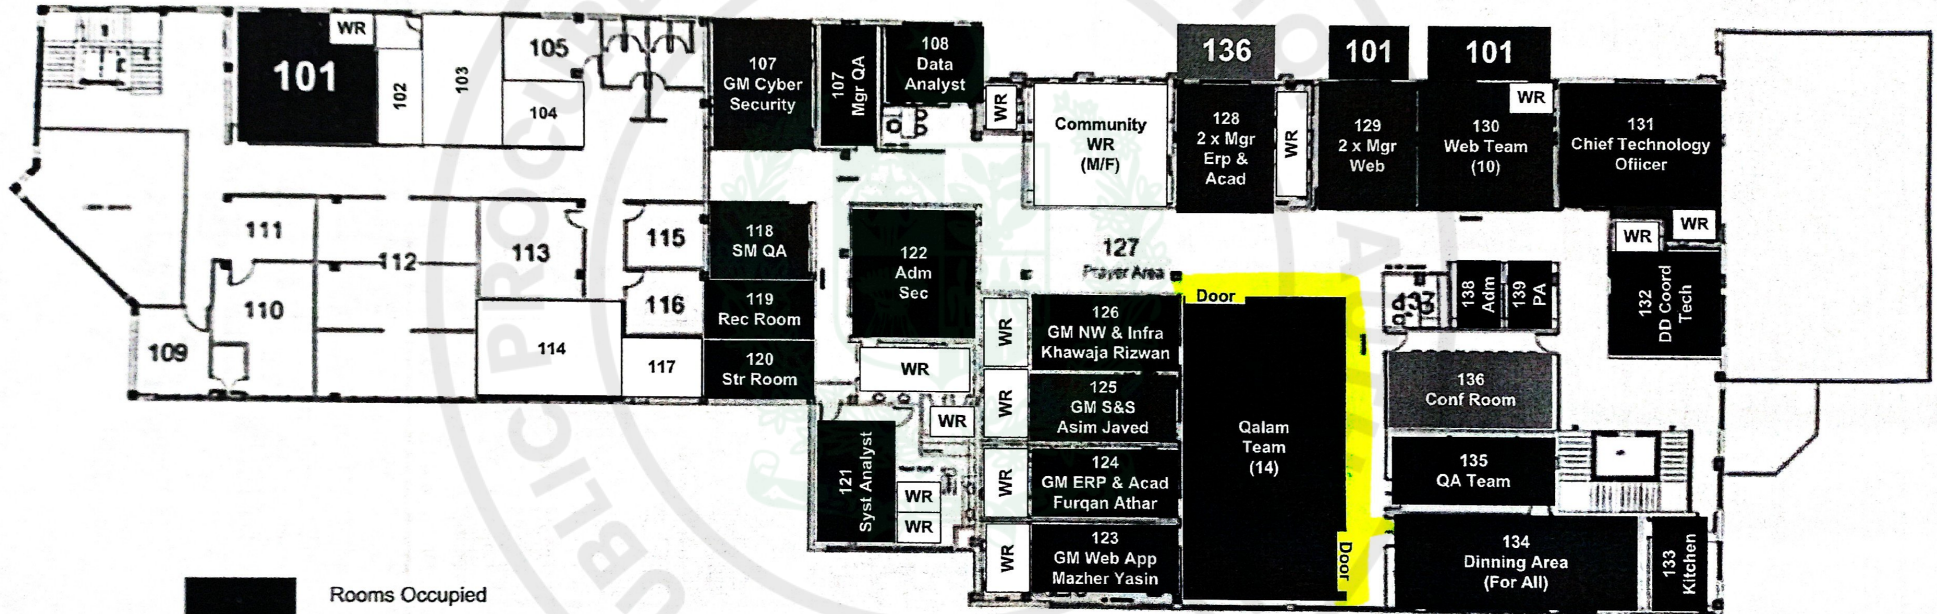 WR
101
102
103
105
104
107
GM Cyber
Security
107
Mgr QA
108
Data
Analyst
WR
Community
WR
(M/F)
136
128
2 x Mgr
Erp &
Acad
WR
101
129
2 x Mgr
Web
101
WR
130
Web Team
(10)
131
Chief Technology
Ofiicer
111
112
113
115
110
116
109
114
117
118
SM QA
119
Rec Room
120
Str Room
122
Adm
Sec
WR
WR
121
Syst Analyst
WR
WR
127
Prayer Area
Door
WR
126
GM NW & Infra
Khawaja Rizwan
WR
125
GM S&S
Asim Javed
WR
124
GM ERP & Acad
Furqan Athar
WR
123
GM Web App
Mazher Yasin
Qalam
Team
(14)
Door
138
Adm
139
PA
WR
WR
132
DD Coord
Tech
136
Conf Room
135
QA Team
134
Dinning Area
(For All)
133
Kitchen
Rooms Occupied